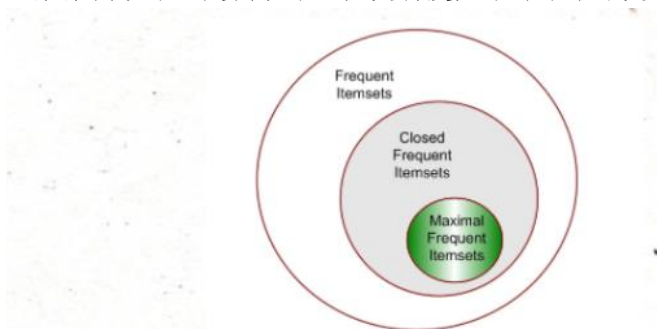 Frequent
Itemsets
Closed
Frequent
Itemsets
Maximal
Frequent
Itemsets